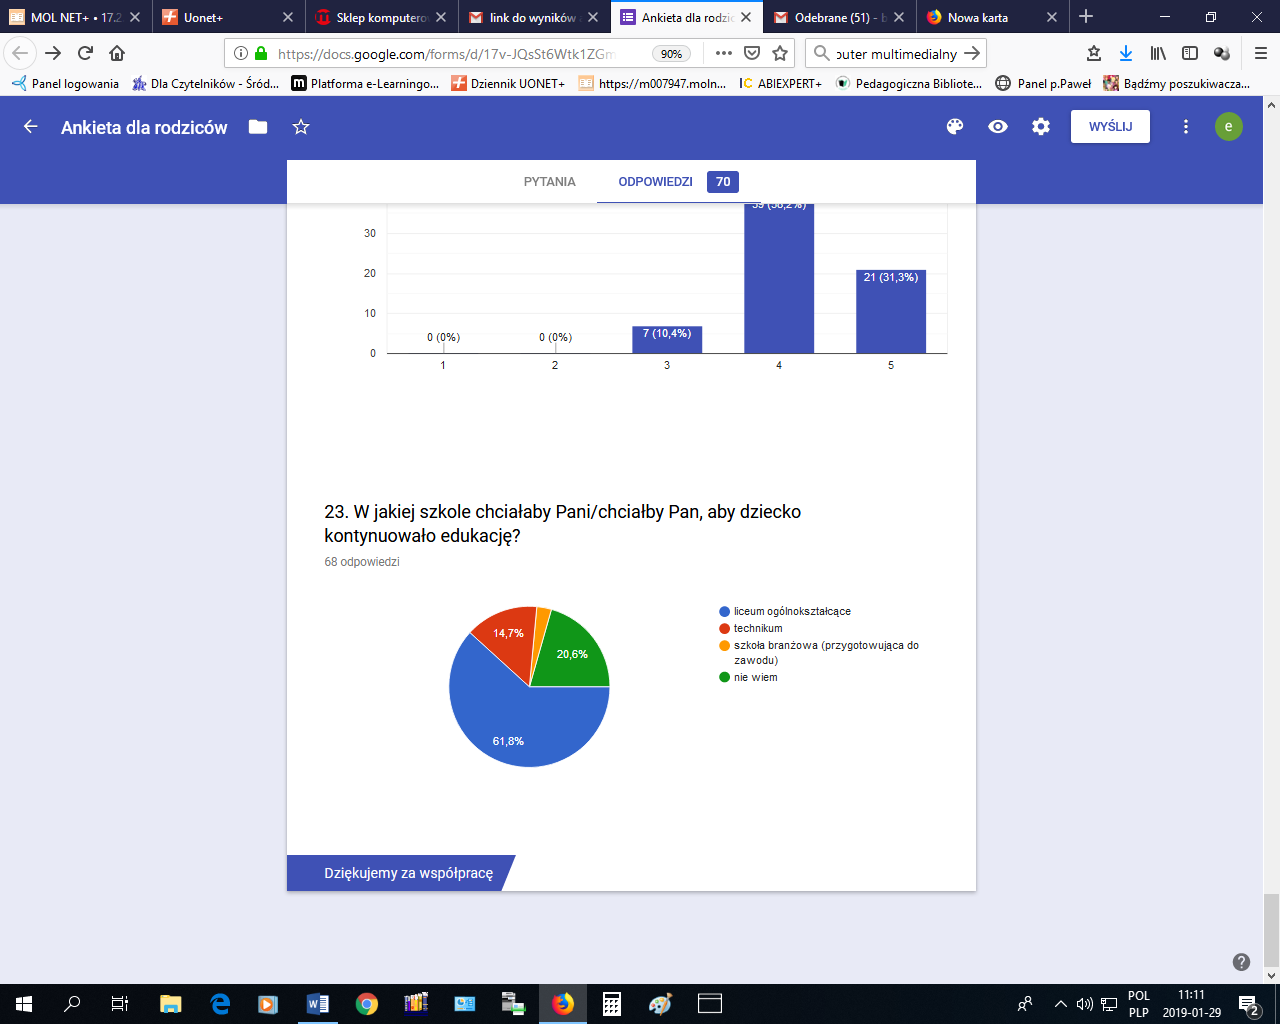 MOL NET+ • 17.2
Uonet+
Sklep komputero
link do wyników
Ankieta dla rodzic
Odebrane (51) - b
Nowa karta
https://docs.google.com/forms/d/17v-JQsSt6Wtk1ZGm
90%
puter multimedialny
Panel logowania
Dla Czytelników - Śród...
Platforma e-Learningo...
Dziennik UONET+
https://m007947.moln...
IC ABIEXPERT+
Pedagogiczna Bibliote...
Panel p.Paweł
Bądźmy poszukiwacza...
Ankieta dla rodziców
WYŚLIJ
e
PYTANIA
ODPOWIEDZI 70
39 (58,2%)
30
20
10
0
21 (31,3%)
7 (10,4%)
0 (0%)
0 (0%)
1 2 3 4 5
23. W jakiej szkole chciałaby Pani/chciałby Pan, aby dziecko
kontynuowało edukację?
68 odpowiedzi
14,7%
20,6%
61,8%
liceum ogólnokształcące
technikum
szkoła branżowa (przygotowująca do
zawodu)
nie wiem
Dziękujemy za współpracę
POL
PLP
11:11
2019-01-29
2